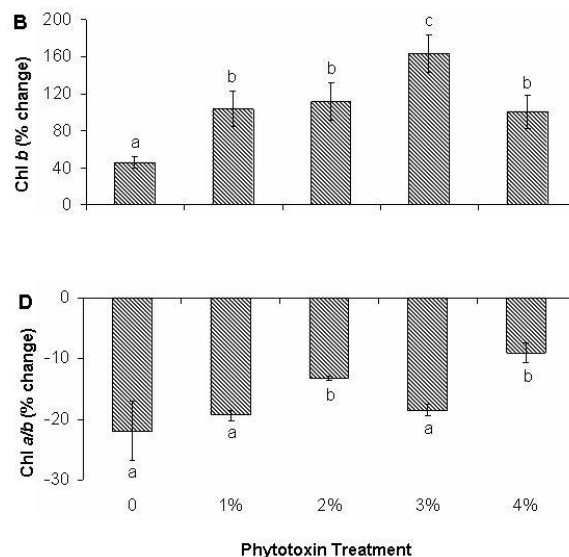 B
Chl b (% change)
200
160
120
80
40
0
a
b
b
c
b
D
Chl a/b (% change)
0
-10
-20
-30
a
a
b
a
b
0 1% 2% 3% 4%
Phytotoxin Treatment